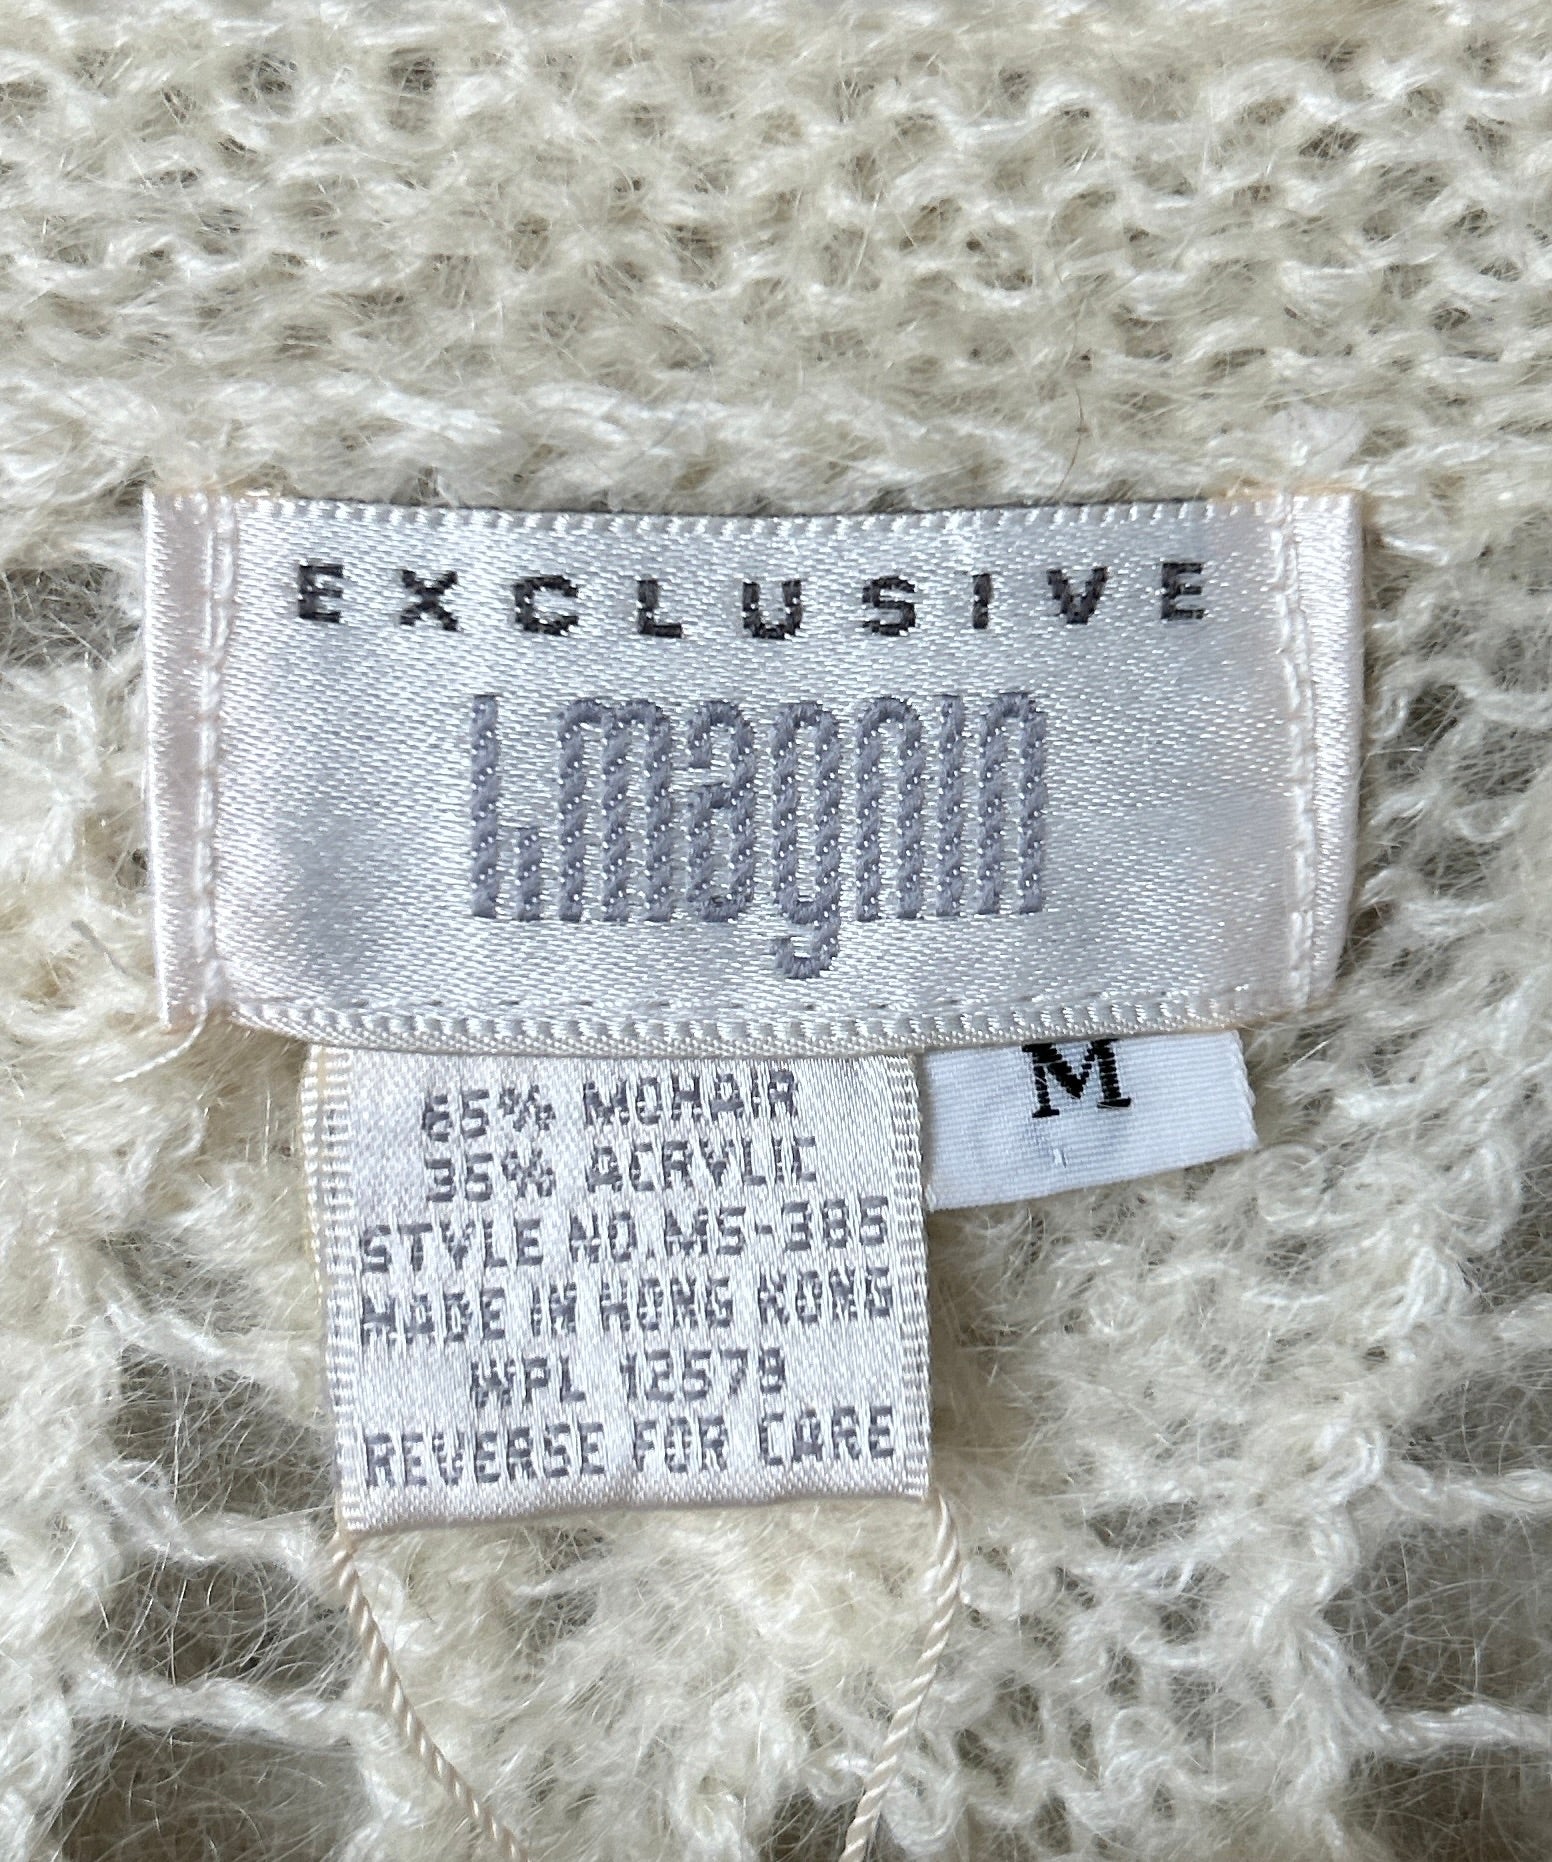 EXCLUSIVE
I.magnin
M
65% MOHAIR
35% ACRYLIC
STYLE NO.MS-385
MADE IN HONG KONG
WPL 12579
REVERSE FOR CARE